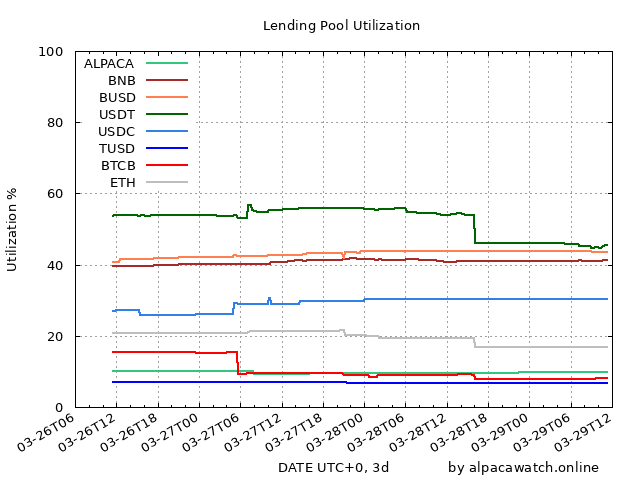 Lending Pool Utilization
Utilization %
100
80
60
40
20
0
ALPACA
BNB
BUSD
USDT
USDC
TUSD
BTCB
ETH
03-26T06
03-26T12
03-26T18
03-27T00
03-27T06
03-27T12
03-27T18
03-28T00
03-28T06
03-28T12
03-28T18
03-29T00
03-29T06
03-29T12
DATE UTC+0, 3d
by alpacawatch.online